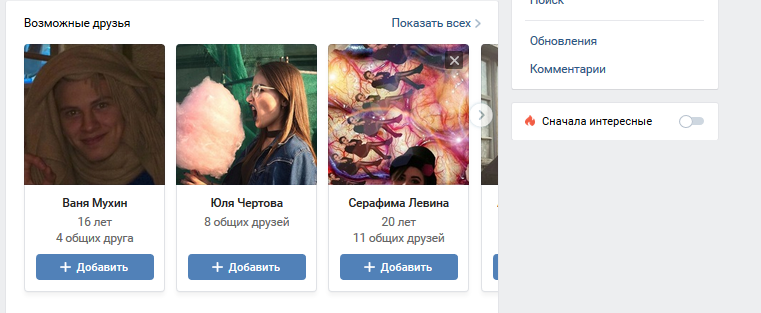 Возможные друзья
Показать всех
Ваня Мухин
16 лет
4 общих друга
Добавить
Юля Чертова
8 общих друзей
Добавить
Серафима Левина
20 лет
11 общих друзей
Добавить
Поиск
Обновления
Комментарии
Сначала интересные